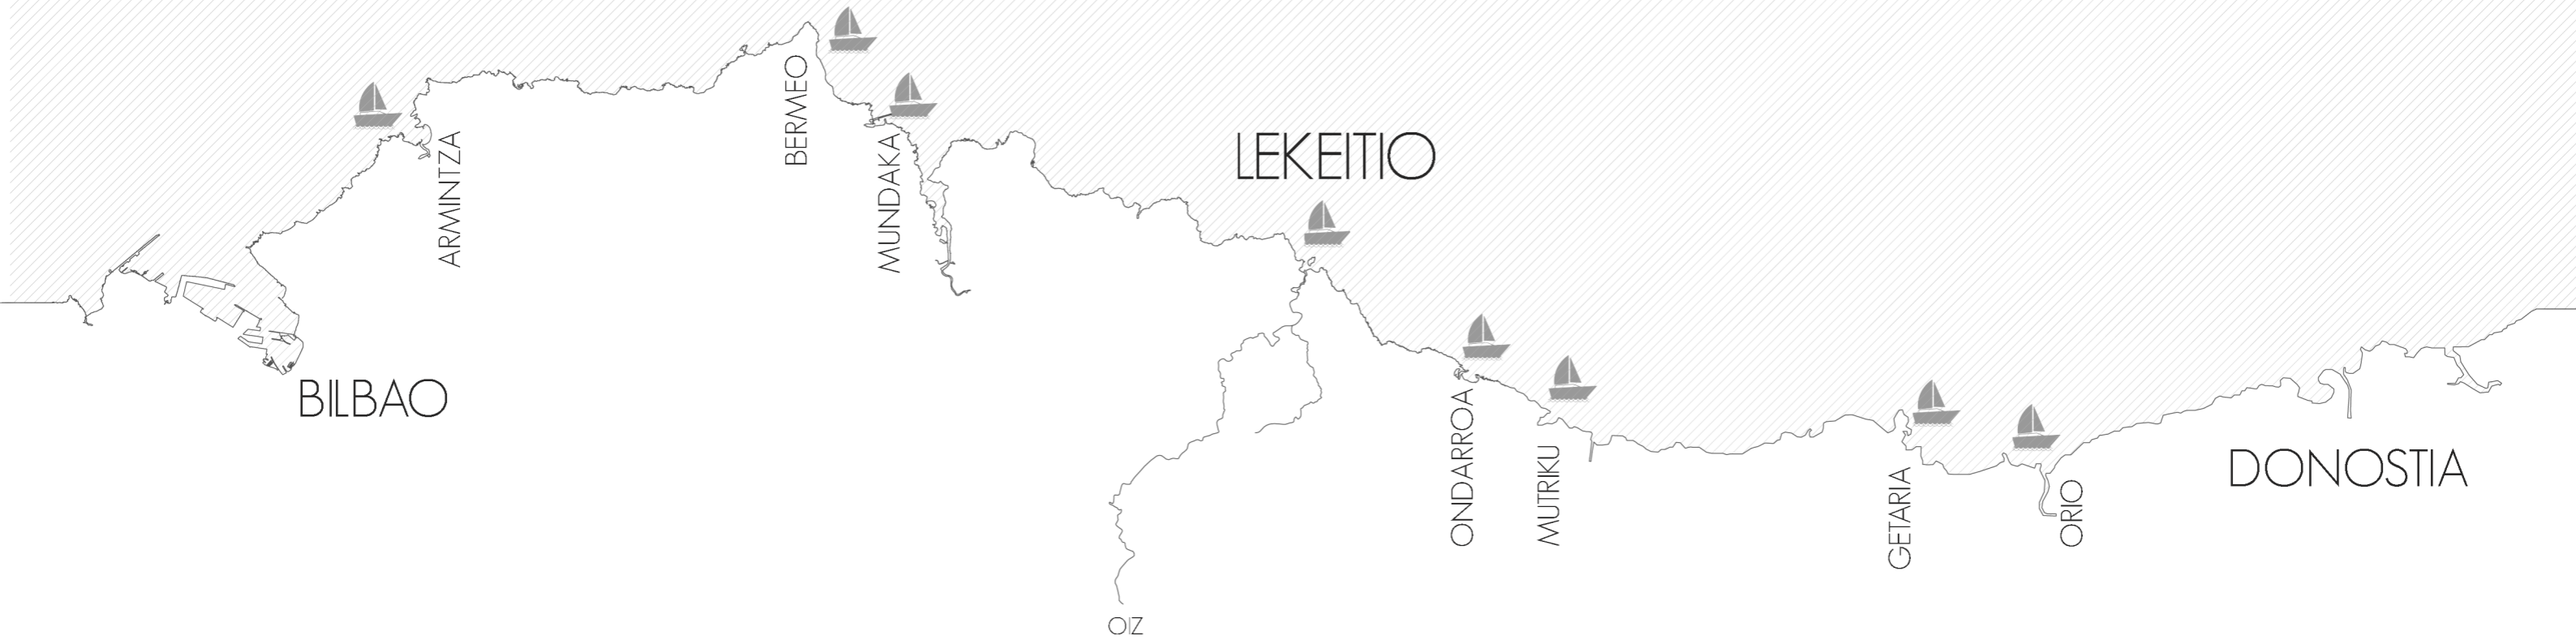 BILBAO
ARMINTZA
BERMEO
MUNDAKA
OIZ
LEKEITIO
ONDARROA
MUTRIKU
GETARIA
ORIO
DONOSTIA